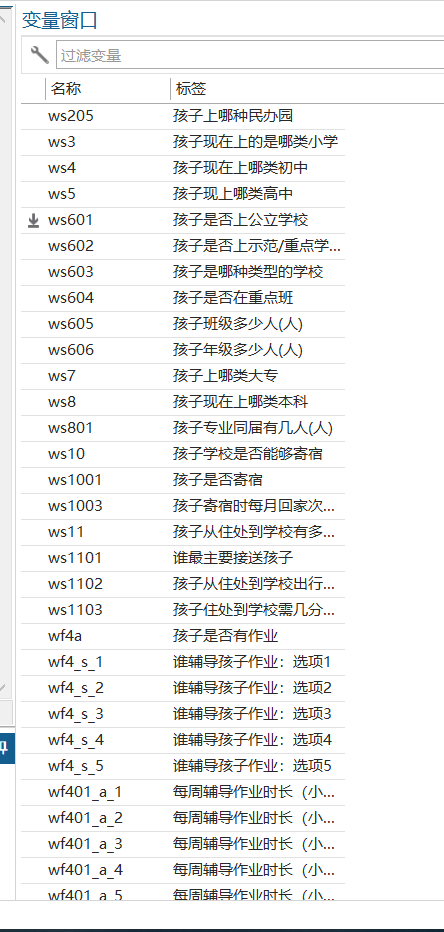 变量窗口
过滤变量
名称 标签
ws205 孩子上哪种民办园
ws3 孩子现在上的是哪类小学
ws4 孩子现在上哪类初中
ws5 孩子现上哪类高中
ws601 孩子是否上公立学校
ws602 孩子是否上示范/重点学...
ws603 孩子是哪种类型的学校
ws604 孩子是否在重点班
ws605 孩子班级多少人(人)
ws606 孩子年级多少人(人)
ws7 孩子上哪类大专
ws8 孩子现在上哪类本科
ws801 孩子专业同届有几人(人)
ws10 孩子学校是否能够寄宿
ws1001 孩子是否寄宿
ws1003 孩子寄宿时每月回家次...
ws11 孩子从住处到学校有多...
ws1101 谁最主要接送孩子
ws1102 孩子从住处到学校出行...
ws1103 孩子住处到学校需几分...
wf4a 孩子是否有作业
wf4_s_1 谁辅导孩子作业：选项1
wf4_s_2 谁辅导孩子作业：选项2
wf4_s_3 谁辅导孩子作业：选项3
wf4_s_4 谁辅导孩子作业：选项4
wf4_s_5 谁辅导孩子作业：选项5
wf401_a_1 每周辅导作业时长（小...
wf401_a_2 每周辅导作业时长（小...
wf401_a_3 每周辅导作业时长（小...
wf401_a_4 每周辅导作业时长（小...
wf401_a_5 每周辅导作业时长（小...